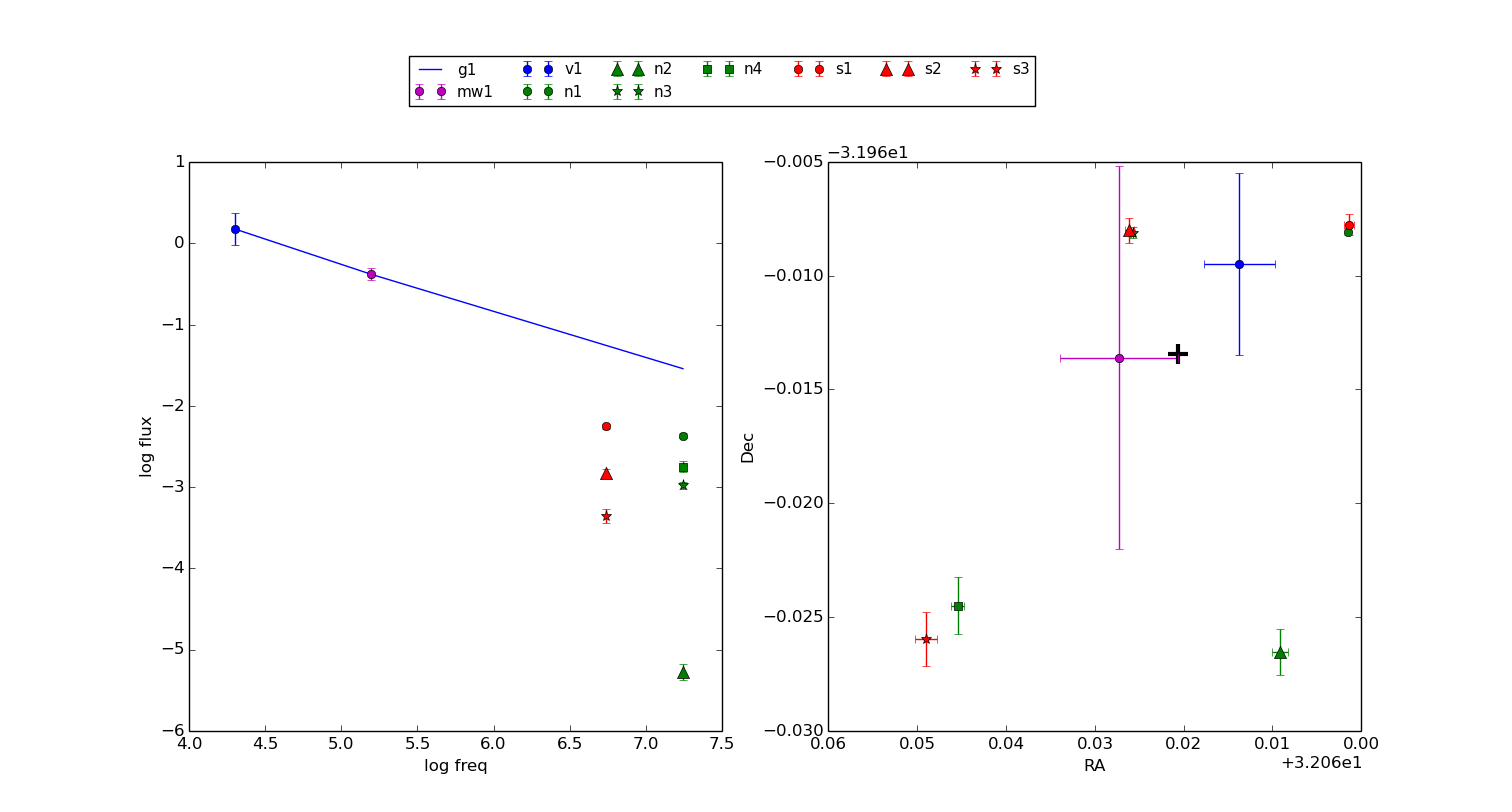 g1 v1 n2 n4 s1 s2 s3
mw1 n1 n3
−3.196e1
1
0
−1
−2
−3
−4
−5
−6
log flux
4.0 4.5 5.0 5.5 6.0 6.5 7.0 7.5
log freq
−0.005
−0.010
−0.015
−0.020
−0.025
−0.030
Dec
0.06 0.05 0.04 0.03 0.02 0.01 0.00
RA
+3.206e1